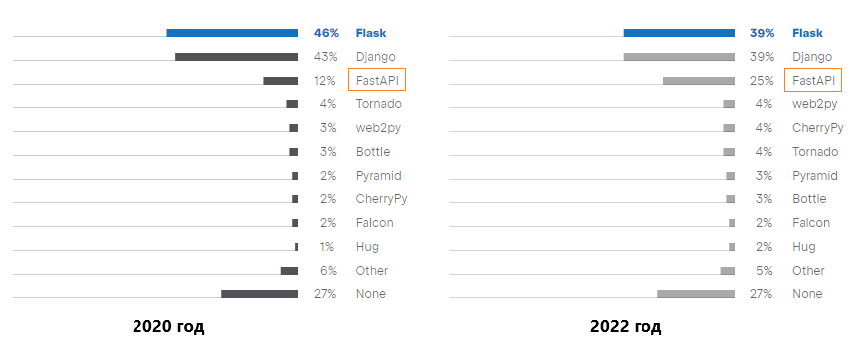 46% Flask
43% Django
12% FastAPI
4% Tornado
3% web2py
3% Bottle
2% Pyramid
2% CherryPy
2% Falcon
1% Hug
6% Other
27% None
2020 год
39% Flask
39% Django
25% FastAPI
4% web2py
4% CherryPy
4% Tornado
3% Pyramid
3% Bottle
2% Falcon
2% Hug
5% Other
27% None
2022 год